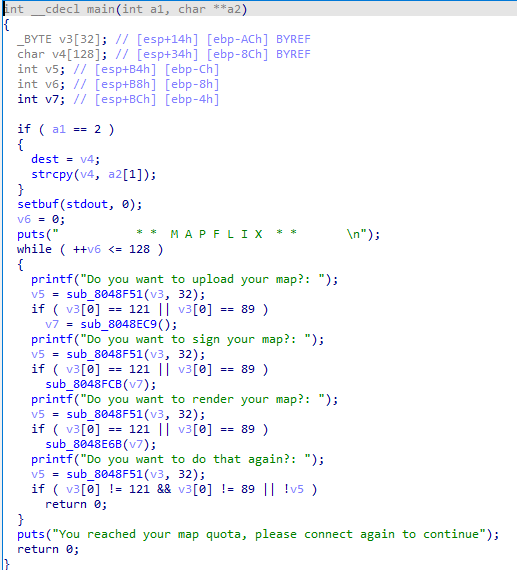 int __cdecl main(int a1, char **a2)
{
  _BYTE v3[32]; // [esp+14h] [ebp-ACh] BYREF
  char v4[128]; // [esp+34h] [ebp-8Ch] BYREF
  int v5; // [esp+B4h] [ebp-Ch]
  int v6; // [esp+B8h] [ebp-8h]
  int v7; // [esp+BCh] [ebp-4h]

  if ( a1 == 2 )
  {
    dest = v4;
    strcpy(v4, a2[1]);
  }
  setbuf(stdout, 0);
  v6 = 0;
  puts("          * *  M A P F L I X  * *       \n");
  while ( ++v6 <= 128 )
  {
    printf("Do you want to upload your map?: ");
    v5 = sub_8048F51(v3, 32);
    if ( v3[0] == 121 || v3[0] == 89 )
      v7 = sub_8048EC9();
    printf("Do you want to sign your map?: ");
    v5 = sub_8048F51(v3, 32);
    if ( v3[0] == 121 || v3[0] == 89 )
      sub_8048FCB(v7);
    printf("Do you want to render your map?: ");
    v5 = sub_8048F51(v3, 32);
    if ( v3[0] == 121 || v3[0] == 89 )
      sub_8048E6B(v7);
    printf("Do you want to do that again?: ");
    v5 = sub_8048F51(v3, 32);
    if ( v3[0] != 121 && v3[0] != 89 || !v5 )
      return 0;
  }
  puts("You reached your map quota, please connect again to continue");
  return 0;
}